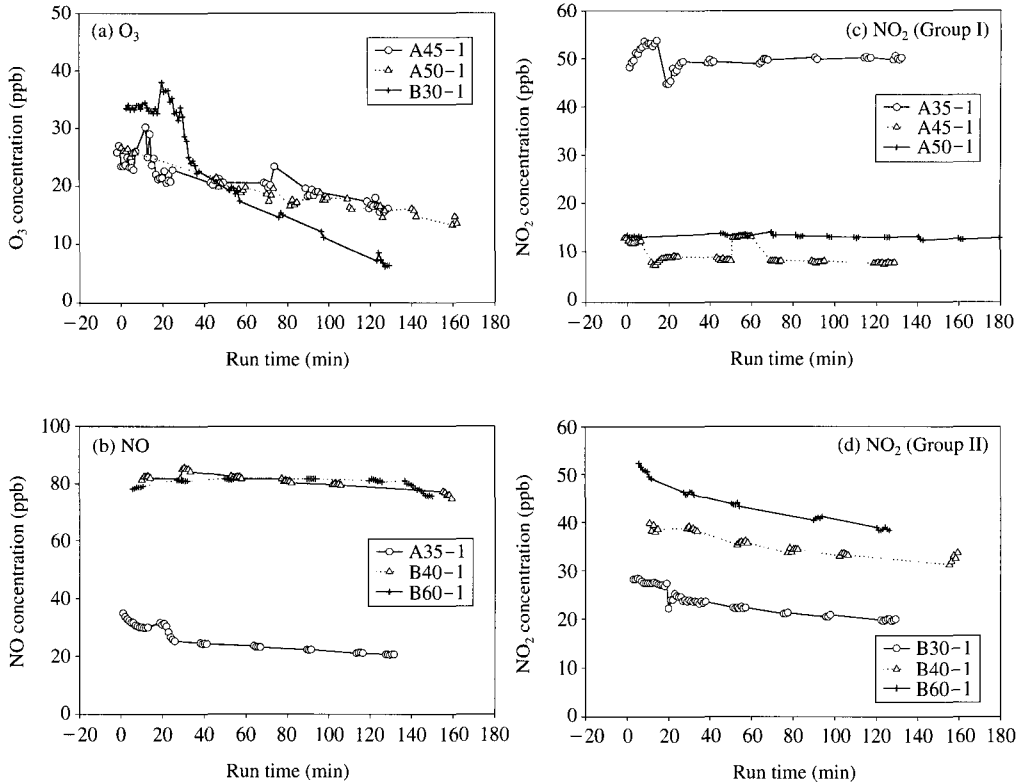 (a) O₃
A45-1
A50-1
B30-1
O₃ concentration (ppb)
50
40
30
20
10
0
−20 0 20 40 60 80 100 120 140 160 180
Run time (min)
(c) NO₂ (Group I)
A35-1
A45-1
A50-1
NO₂ concentration (ppb)
60
50
40
30
20
10
0
−20 0 20 40 60 80 100 120 140 160 180
Run time (min)
(b) NO
A35-1
B40-1
B60-1
NO concentration (ppb)
100
80
60
40
20
0
−20 0 20 40 60 80 100 120 140 160 180
Run time (min)
(d) NO₂ (Group II)
B30-1
B40-1
B60-1
NO₂ concentration (ppb)
60
50
40
30
20
10
0
−20 0 20 40 60 80 100 120 140 160 180
Run time (min)